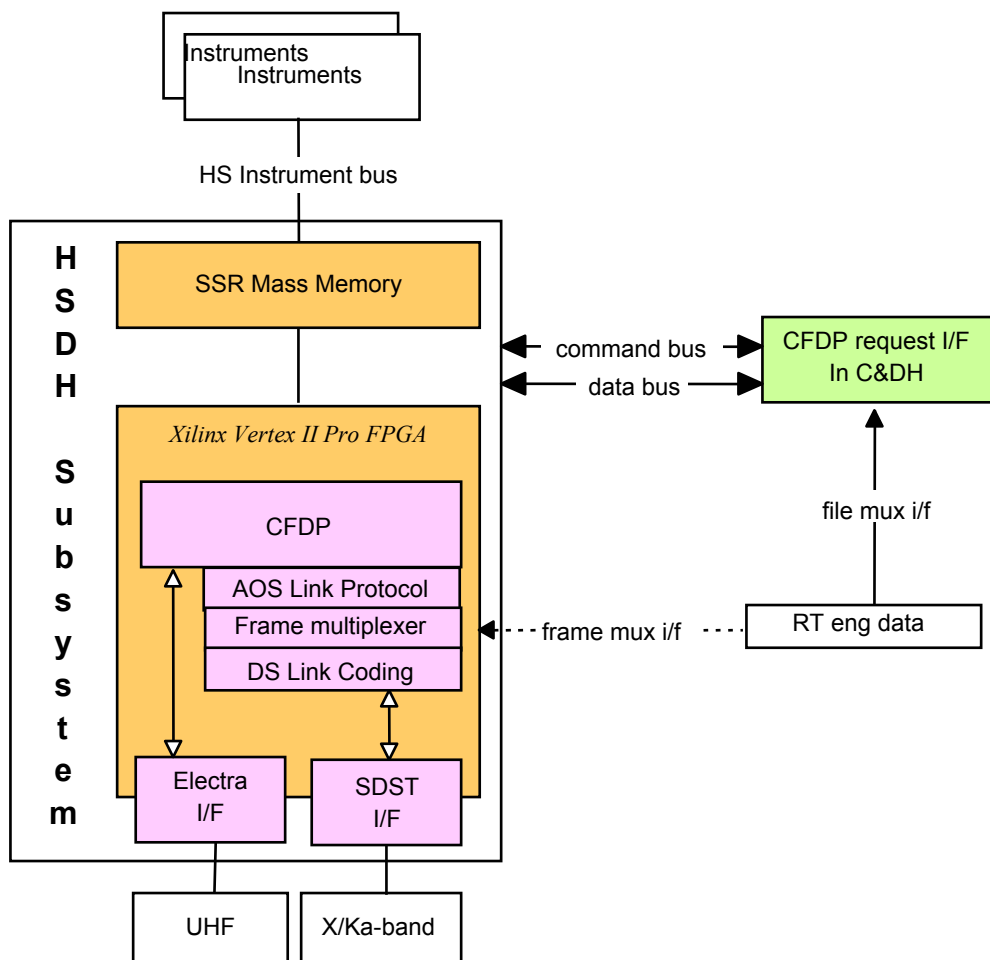 Instruments
Instruments
HS Instrument bus
HSDH Subsystem
SSR Mass Memory
command bus
data bus
CFDP request I/F
In C&DH
Xilinx Vertex II Pro FPGA
CFDP
file mux i/f
AOS Link Protocol
Frame multiplexer
frame mux i/f
RT eng data
DS Link Coding
Electra
I/F
SDST
I/F
UHF
X/Ka-band